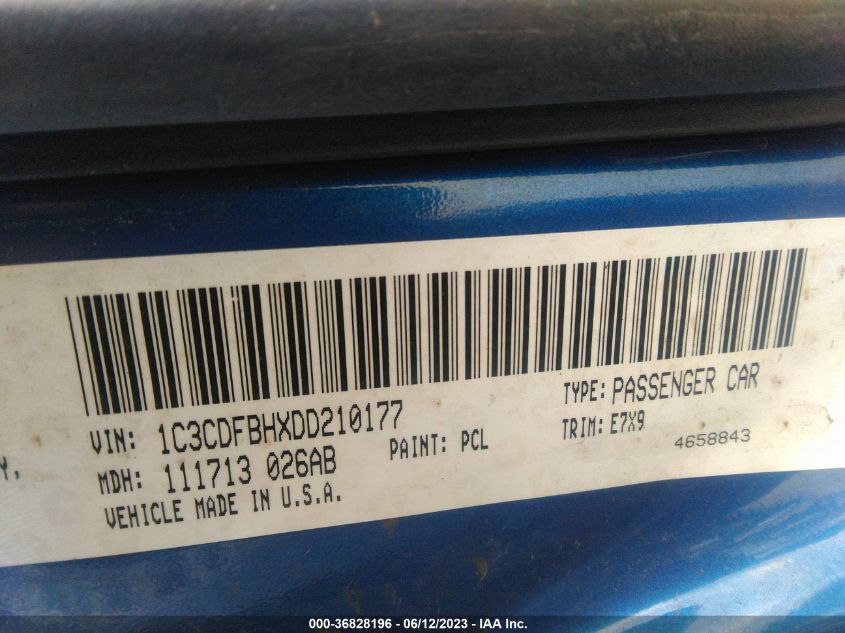 VIN: 1C3CDFBHXDD210177
TYPE: PASSENGER CAR
Y,
MDH: 111713 026AB
PAINT: PCL
TRIM: E7X9
4658843
VEHICLE MADE IN U.S.A.
000-36828196 - 06/12/2023 - IAA Inc.